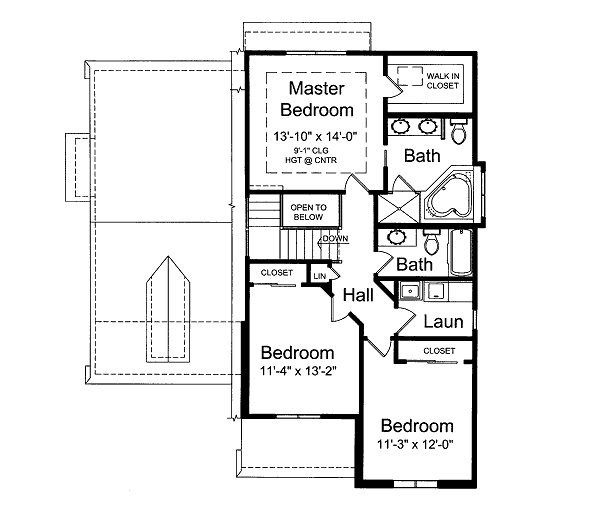 Master
Bedroom
13'-10" x 14'-0"
9'-1" CLG
HGT @ CNTR
WALK IN
CLOSET
Bath
OPEN TO
BELOW
DOWN
Bath
CLOSET
LIN
Hall
Laun
Bedroom
11'-4" x 13'-2"
CLOSET
Bedroom
11'-3" x 12'-0"